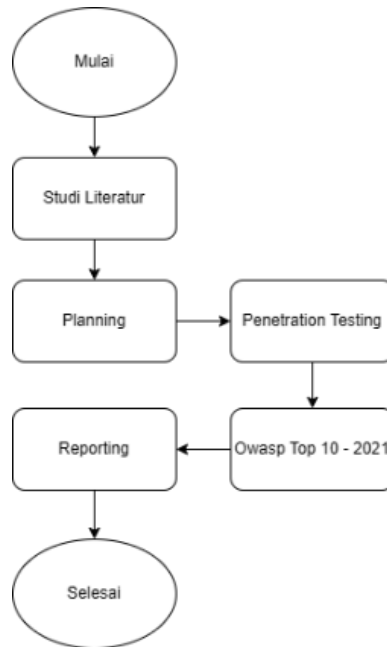 Mulai
Studi Literatur
Planning
Penetration Testing
Owasp Top 10 - 2021
Reporting
Selesai